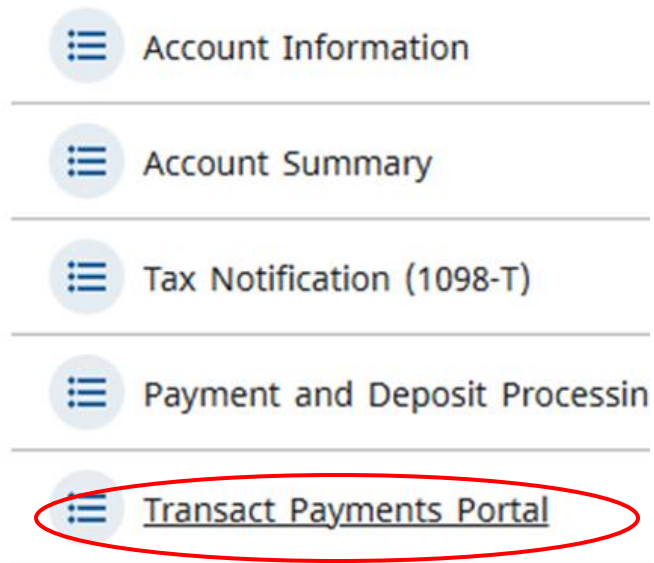 Account Information
Account Summary
Tax Notification (1098-T)
Payment and Deposit Processin
Transact Payments Portal